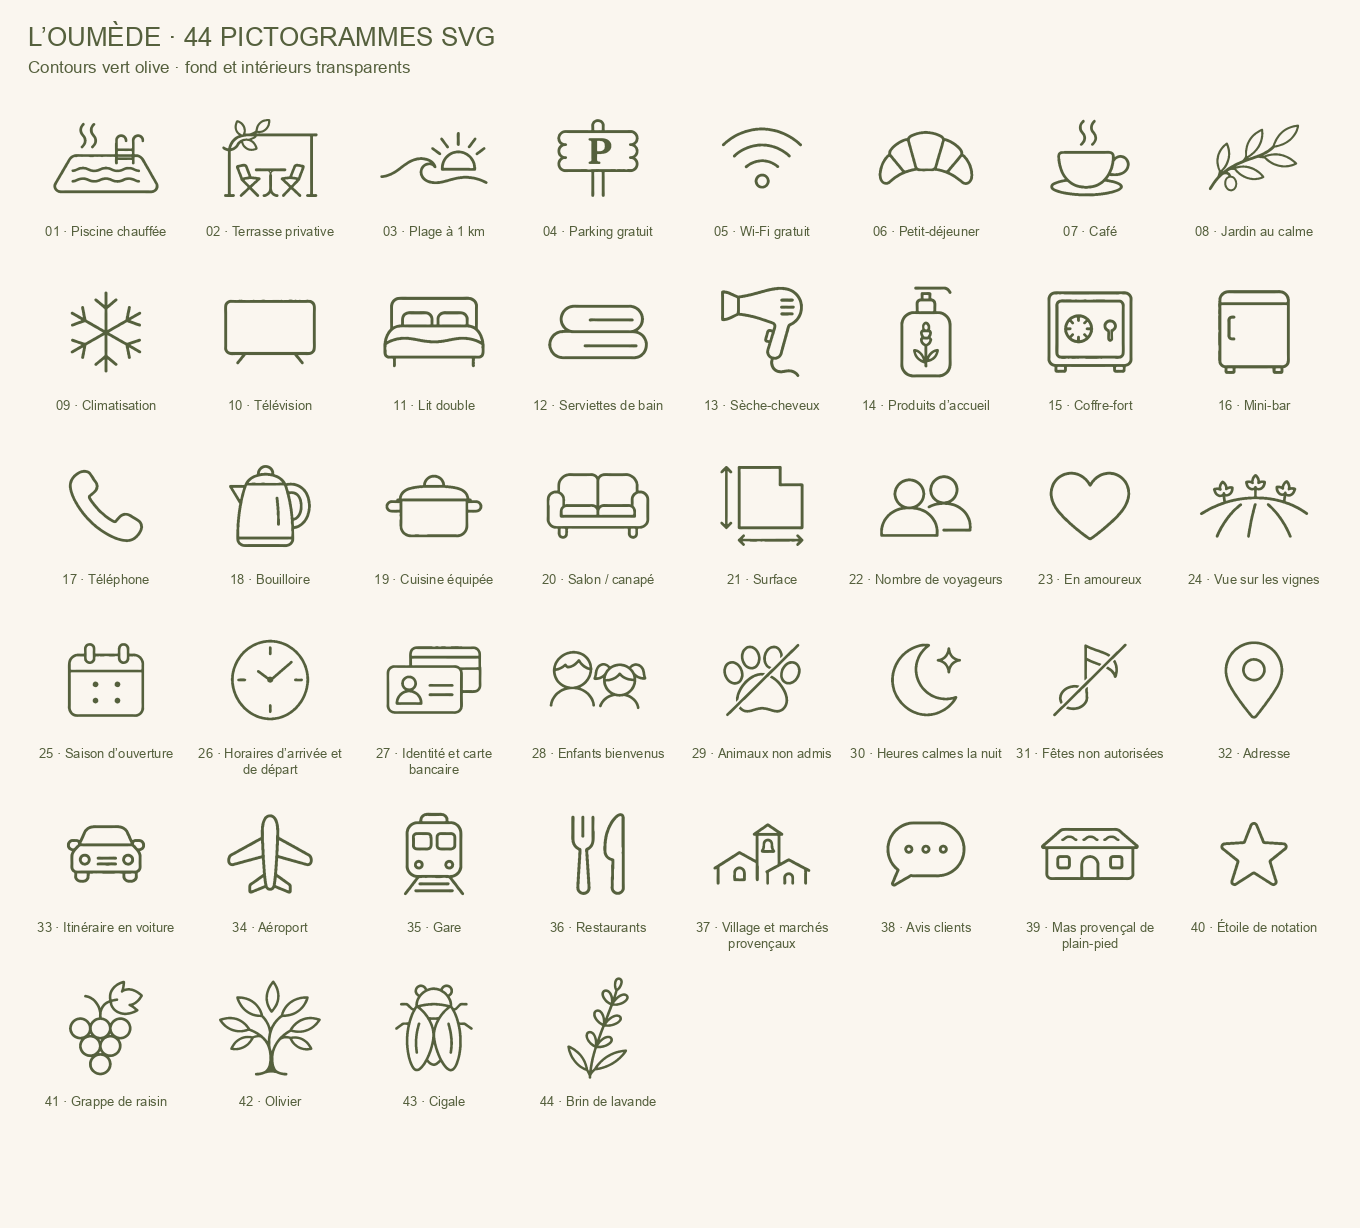 L’OUMÈDE · 44 PICTOGRAMMES SVG
Contours vert olive · fond et intérieurs transparents
P
01 · Piscine chauffée
02 · Terrasse privative
03 · Plage à 1 km
04 · Parking gratuit
05 · Wi-Fi gratuit
06 · Petit-déjeuner
07 · Café
08 · Jardin au calme
09 · Climatisation
10 · Télévision
11 · Lit double
12 · Serviettes de bain
13 · Sèche-cheveux
14 · Produits d’accueil
15 · Coffre-fort
16 · Mini-bar
17 · Téléphone
18 · Bouilloire
19 · Cuisine équipée
20 · Salon / canapé
21 · Surface
22 · Nombre de voyageurs
23 · En amoureux
24 · Vue sur les vignes
25 · Saison d’ouverture
26 · Horaires d’arrivée et
de départ
27 · Identité et carte
bancaire
28 · Enfants bienvenus
29 · Animaux non admis
30 · Heures calmes la nuit
31 · Fêtes non autorisées
32 · Adresse
33 · Itinéraire en voiture
34 · Aéroport
35 · Gare
36 · Restaurants
37 · Village et marchés
provençaux
38 · Avis clients
39 · Mas provençal de
plain-pied
40 · Étoile de notation
41 · Grappe de raisin
42 · Olivier
43 · Cigale
44 · Brin de lavande